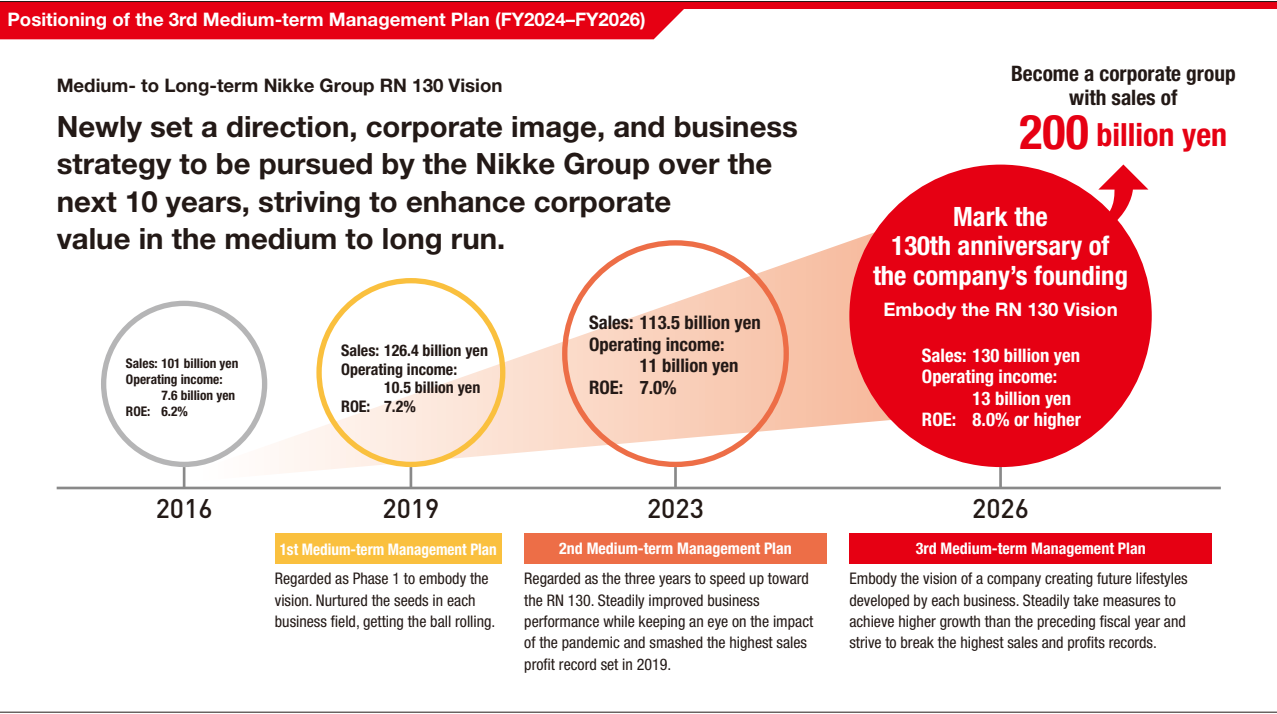 Positioning of the 3rd Medium-term Management Plan (FY2024–FY2026)
Medium- to Long-term Nikke Group RN 130 Vision
Newly set a direction, corporate image, and business
strategy to be pursued by the Nikke Group over the
next 10 years, striving to enhance corporate
value in the medium to long run.
Become a corporate group
with sales of
200 billion yen
Sales: 101 billion yen
Operating income:
7.6 billion yen
ROE: 6.2%
Sales: 126.4 billion yen
Operating income:
10.5 billion yen
ROE: 7.2%
Sales: 113.5 billion yen
Operating income:
11 billion yen
ROE: 7.0%
Mark the
130th anniversary of
the company’s founding
Embody the RN 130 Vision
Sales: 130 billion yen
Operating income:
13 billion yen
ROE: 8.0% or higher
2016
2019
2023
2026
1st Medium-term Management Plan
Regarded as Phase 1 to embody the
vision. Nurtured the seeds in each
business field, getting the ball rolling.
2nd Medium-term Management Plan
Regarded as the three years to speed up toward
the RN 130. Steadily improved business
performance while keeping an eye on the impact
of the pandemic and smashed the highest sales
profit record set in 2019.
3rd Medium-term Management Plan
Embody the vision of a company creating future lifestyles
developed by each business. Steadily take measures to
achieve higher growth than the preceding fiscal year and
strive to break the highest sales and profits records.